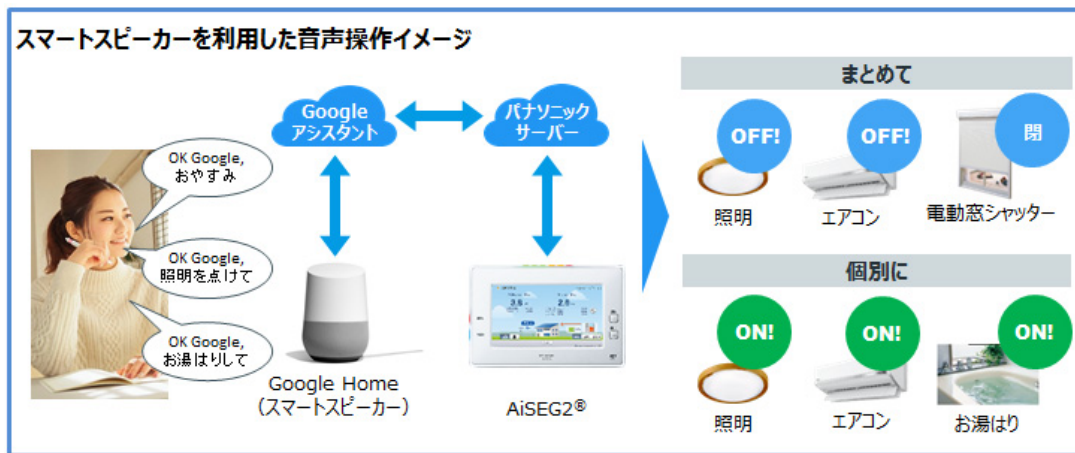 スマートスピーカーを利用した音声操作イメージ
Google
アシスタント
パナソニック
サーバー
OK Google,
おやすみ
OK Google,
照明を点けて
OK Google,
お湯はりして
Google Home
（スマートスピーカー）
AiSEG2®
まとめて
OFF!
OFF!
閉
照明
エアコン
電動窓シャッター
個別に
ON!
ON!
ON!
照明
エアコン
お湯はり